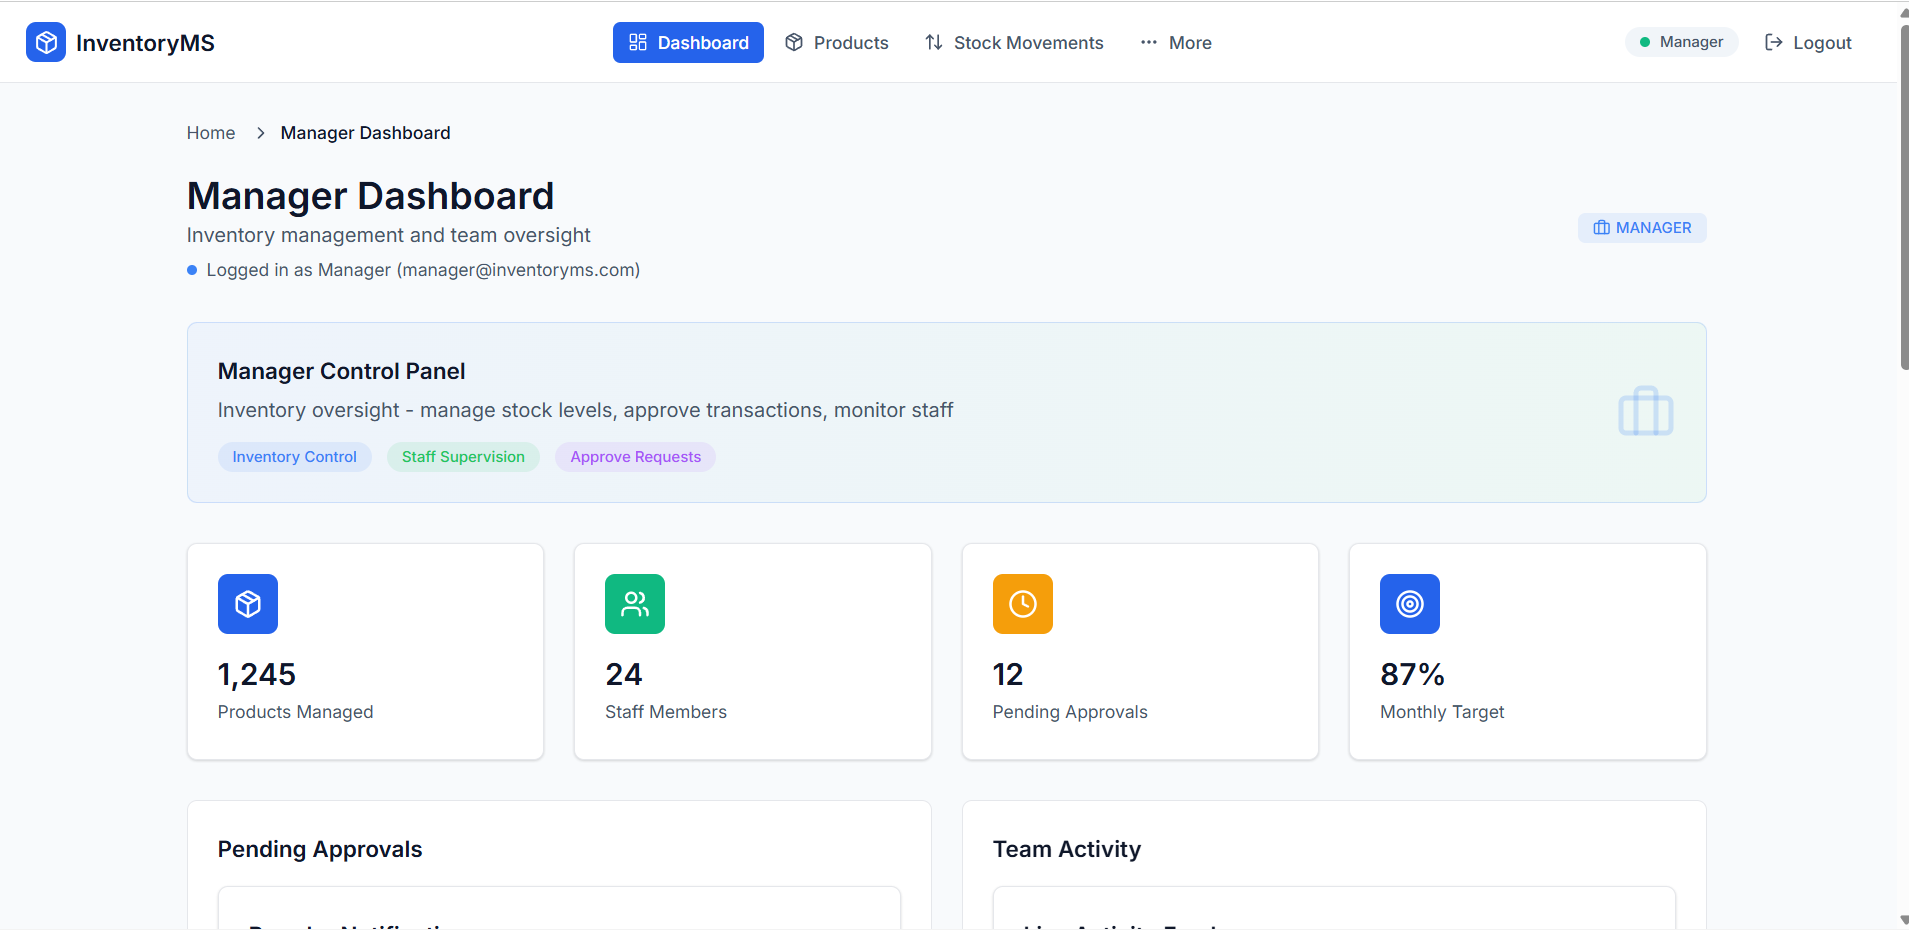 InventoryMS
Dashboard
Products
Stock Movements
More
Manager
Logout
Home
Manager Dashboard
Manager Dashboard
Inventory management and team oversight
Logged in as Manager (manager@inventoryms.com)
MANAGER
Manager Control Panel
Inventory oversight - manage stock levels, approve transactions, monitor staff
Inventory Control
Staff Supervision
Approve Requests
1,245
Products Managed
24
Staff Members
12
Pending Approvals
87%
Monthly Target
Pending Approvals
Team Activity